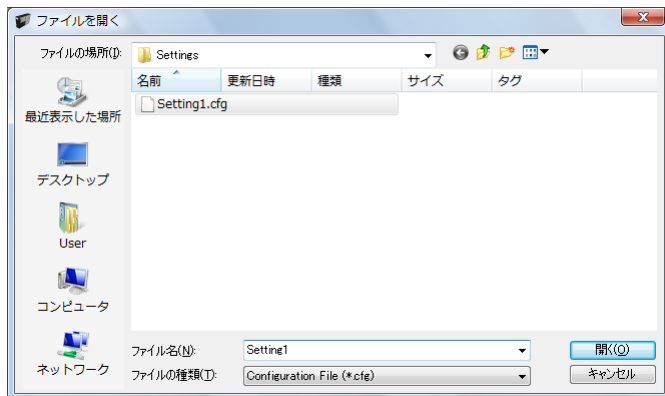 ファイルを開く
ファイルの場所(I):
Settings
名前
更新日時
種類
サイズ
タグ
Setting1.cfg
最近表示した場所
デスクトップ
User
コンピュータ
ネットワーク
ファイル名(N):
Setting1
開く(O)
ファイルの種類(T):
Configuration File (*.cfg)
キャンセル